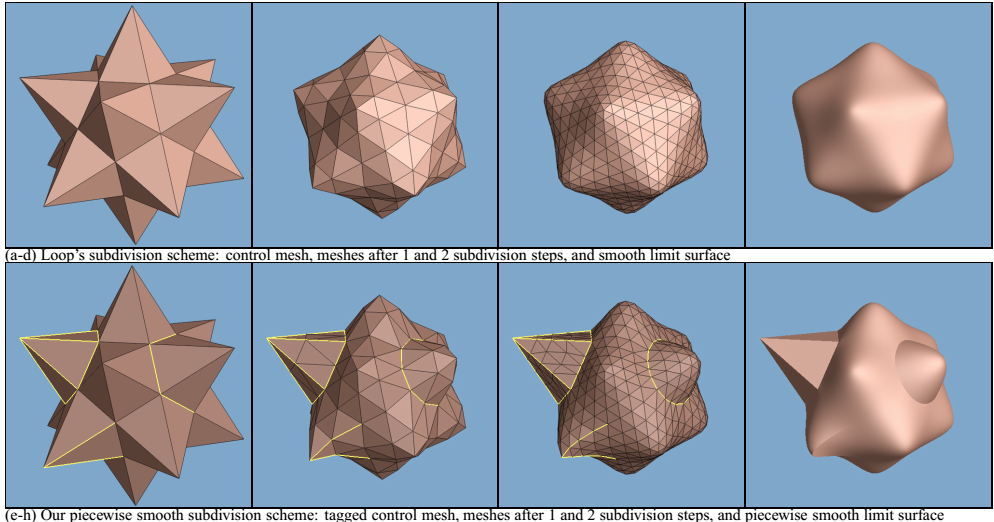 (a-d) Loop's subdivision scheme: control mesh, meshes after 1 and 2 subdivision steps, and smooth limit surface
(e-h) Our piecewise smooth subdivision scheme: tagged control mesh, meshes after 1 and 2 subdivision steps, and piecewise smooth limit surface